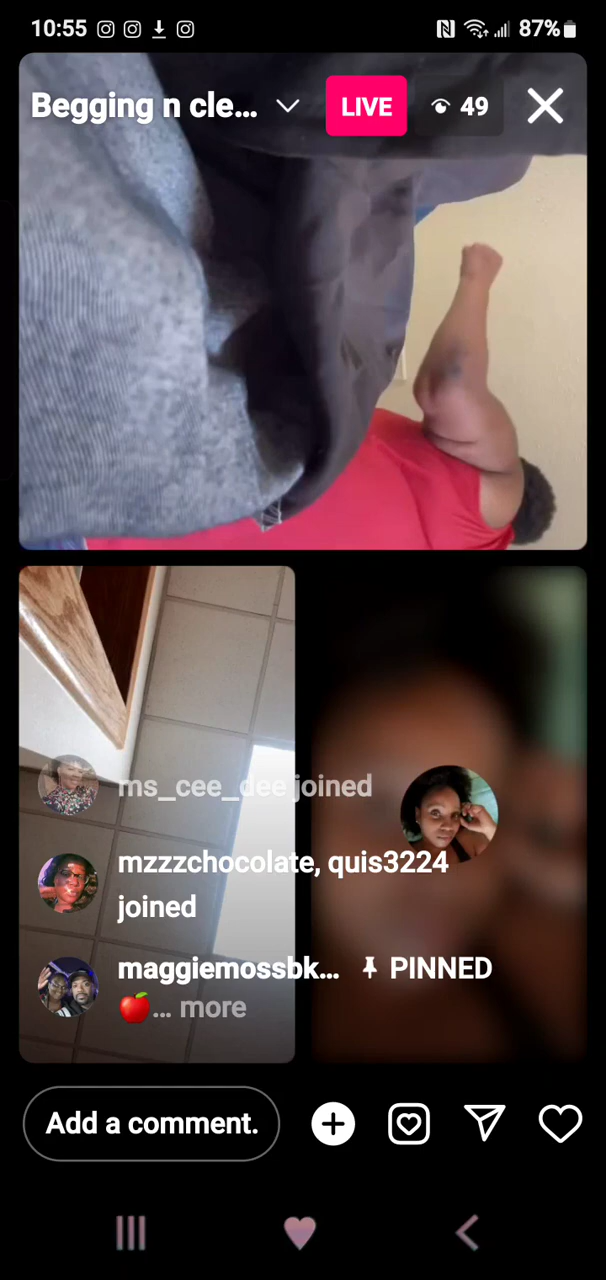 10:55 87%
Begging n cle... LIVE 49
ms_cee_dee joined
mzzzchocolate, quis3224
joined
maggiemossbk... PINNED
🍎... more
Add a comment.